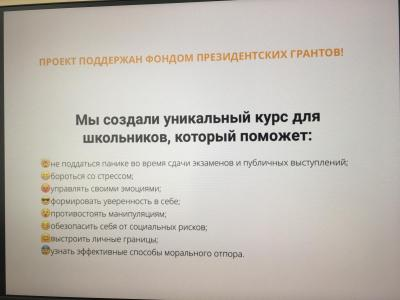 ПРОЕКТ ПОДДЕРЖАН ФОНДОМ ПРЕЗИДЕНТСКИХ ГРАНТОВ!
Мы создали уникальный курс для
школьников, который поможет:
не поддаться панике во время сдачи экзаменов и публичных выступлений;
бороться со стрессом;
управлять своими эмоциями;
формировать уверенность в себе;
противостоять манипуляциям;
обезопасить себя от социальных рисков;
выстроить личные границы;
узнать эффективные способы морального отпора.